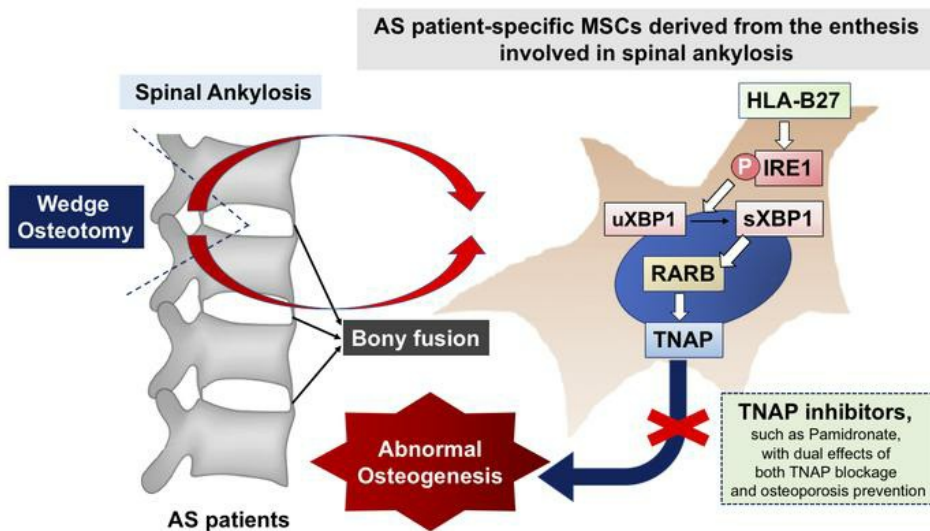 AS patient-specific MSCs derived from the enthesis
involved in spinal ankylosis
Spinal Ankylosis
Wedge
Osteotomy
Bony fusion
AS patients
HLA-B27
P
IRE1
uXBP1
sXBP1
RARB
TNAP
Abnormal
Osteogenesis
TNAP inhibitors,
such as Pamidronate,
with dual effects of
both TNAP blockage
and osteoporosis prevention